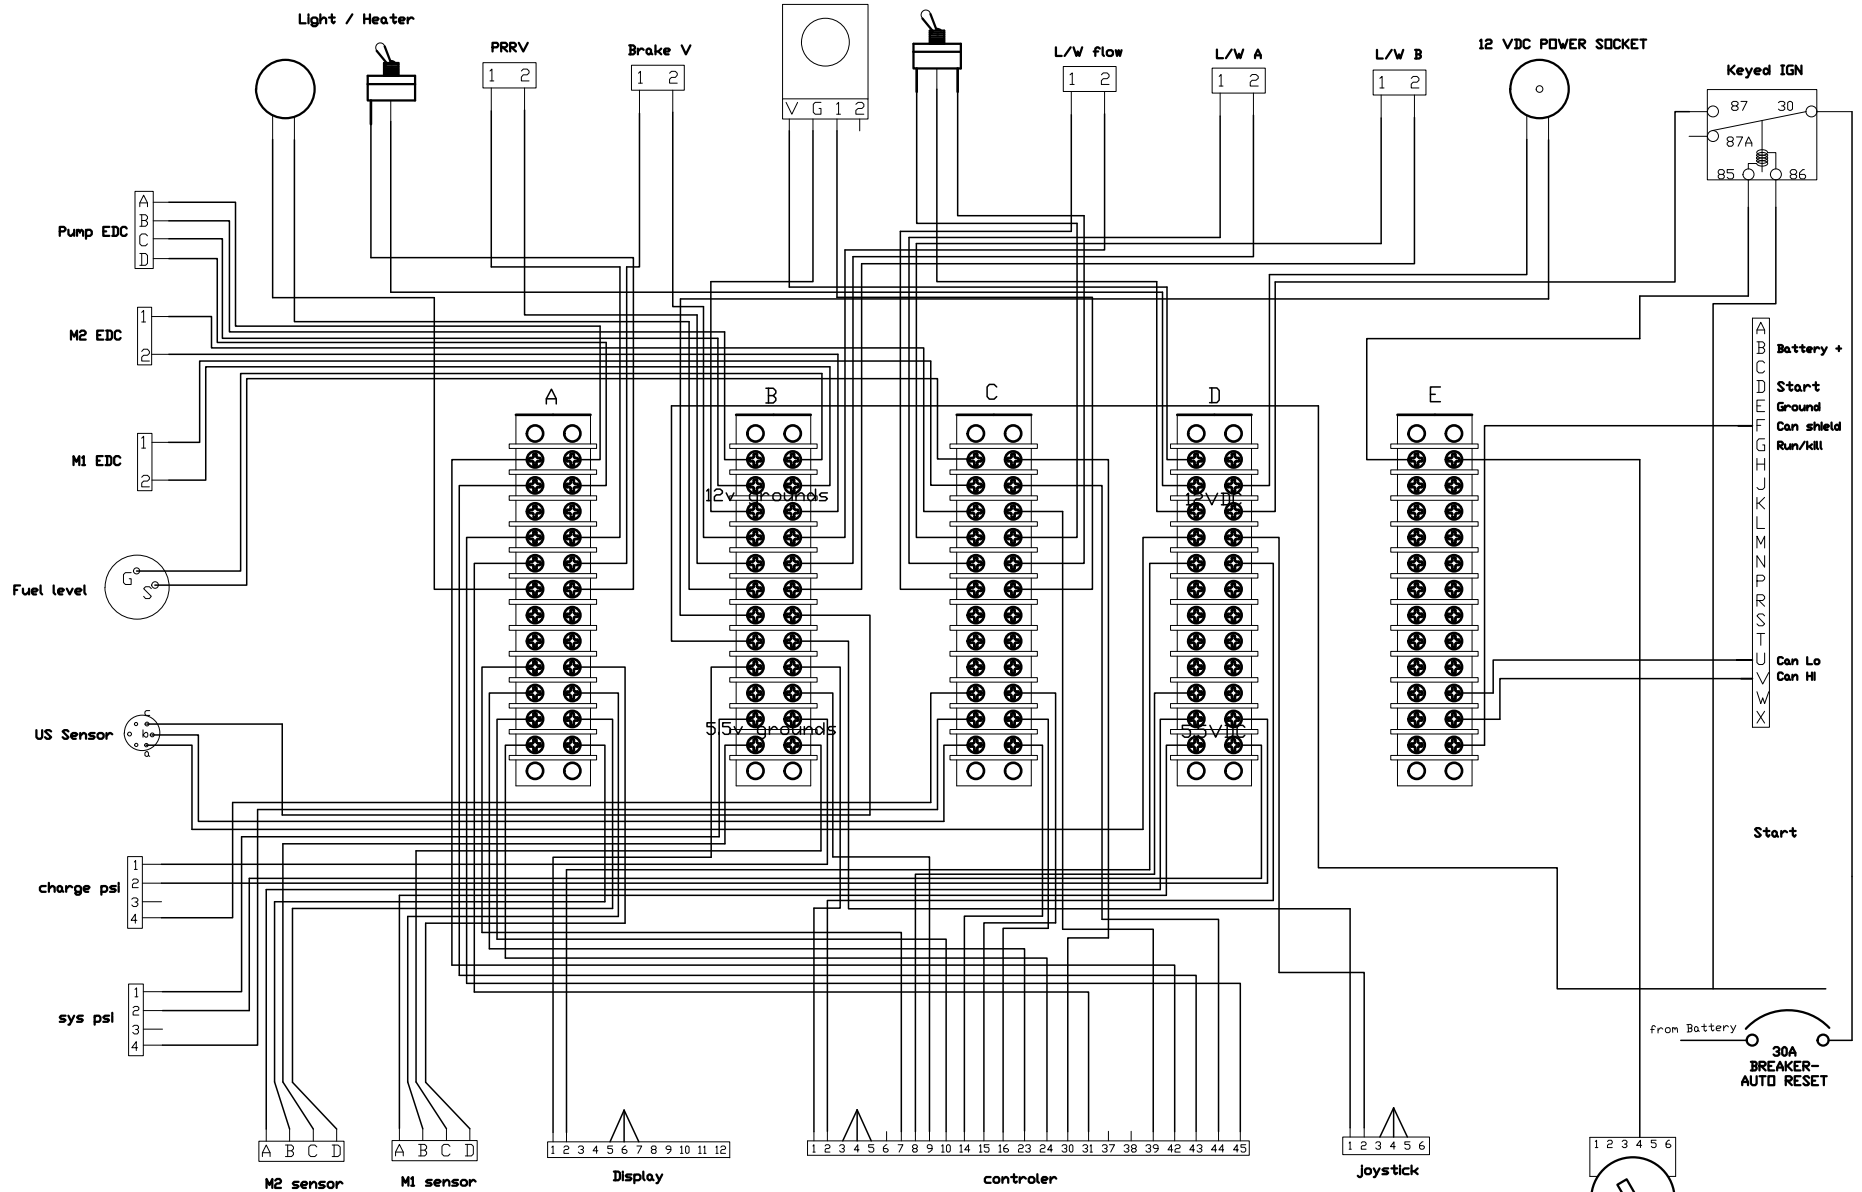 Light / Heater
PRRV
1 2
Brake V
1 2
V G 1 2
L/W flow
1 2
L/W A
1 2
L/W B
1 2
12 VDC POWER SOCKET
Keyed IGN
87 30
87A
85 86
Pump EDC
A
B
C
D
M2 EDC
1
2
M1 EDC
1
2
Fuel level
G
S
US Sensor
c
b
a
charge psi
1
2
3
4
sys psi
1
2
3
4
A B C D E
12v grounds
12VDC
5.5v grounds
5.5VDC
A
B Battery +
C
D Start
E Ground
F Can shield
G Run/kill
H
J
K
L
M
N
P
R
S
T
U Can Lo
V Can Hi
W
X
Start
from Battery
30A
BREAKER-
AUTO RESET
A B C D
M2 sensor
A B C D
M1 sensor
1 2 3 4 5 6 7 8 9 10 11 12
Display
1 2 3 4 5 6 7 8 9 10 14 15 16 23 24 30 31 37 38 39 42 43 44 45
controler
1 2 3 4 5 6
joystick
1 2 3 4 5 6